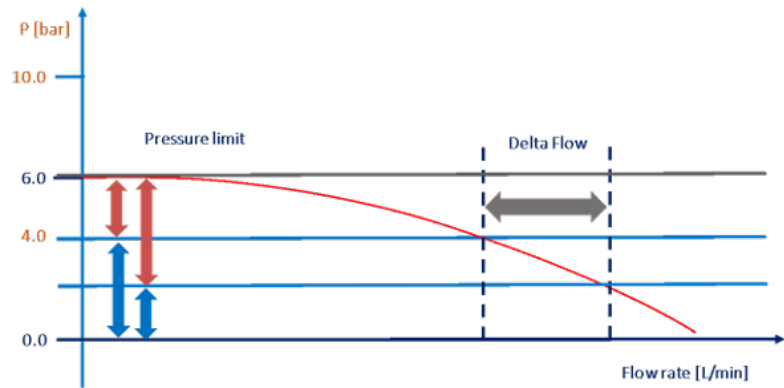 P [bar]
10.0
Pressure limit
Delta Flow
6.0
4.0
0.0
Flow rate [L/min]